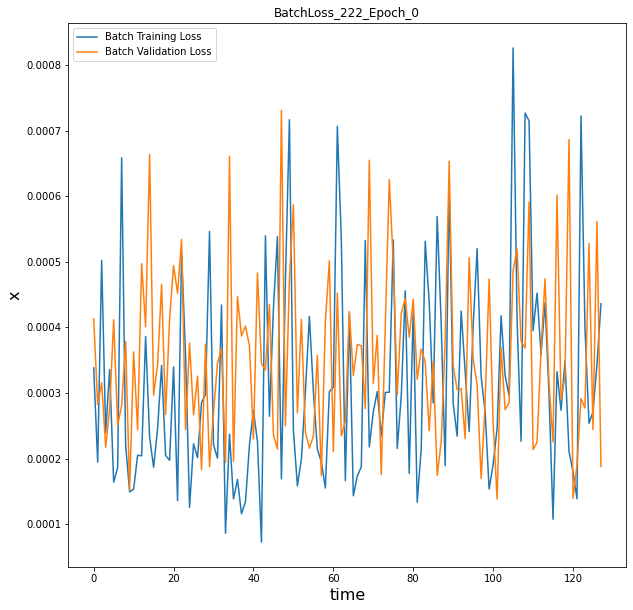 BatchLoss_222_Epoch_0
Batch Training Loss
Batch Validation Loss
0.0008
0.0007
0.0006
0.0005
0.0004
0.0003
0.0002
0.0001
x
0 20 40 60 80 100 120
time